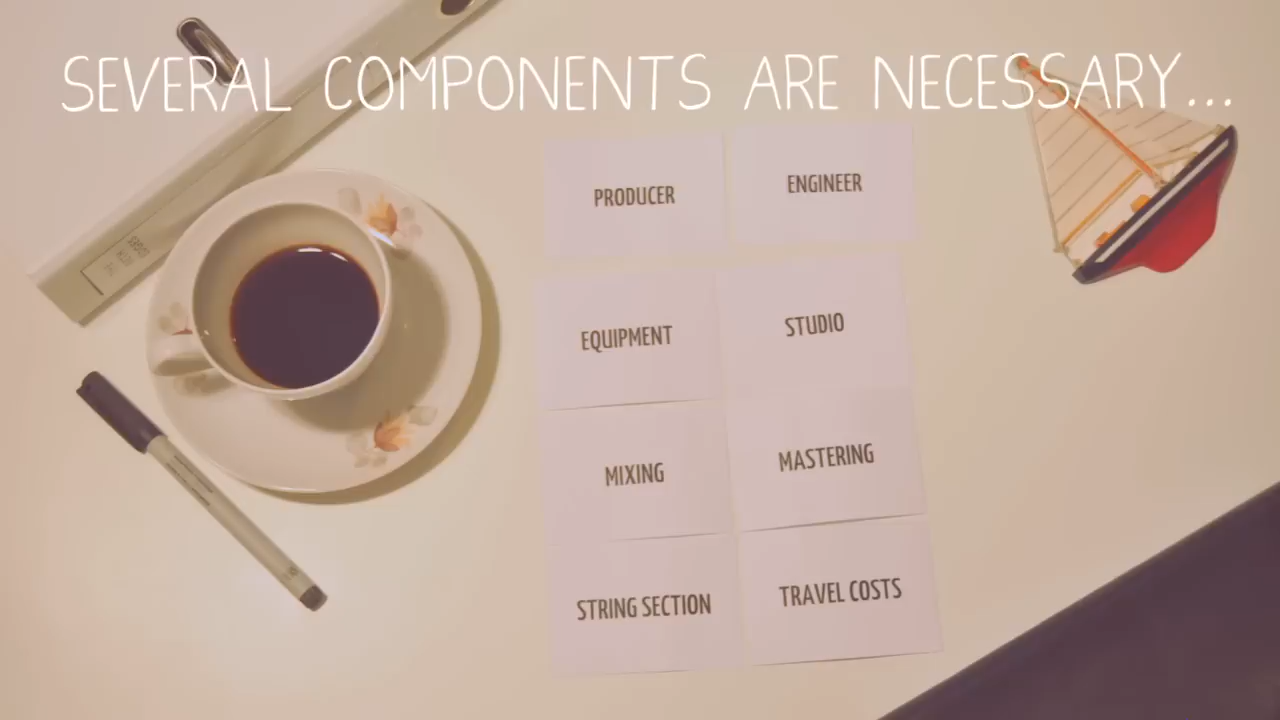 SEVERAL COMPONENTS ARE NECESSARY...
PRODUCER
ENGINEER
EQUIPMENT
STUDIO
MIXING
MASTERING
STRING SECTION
TRAVEL COSTS